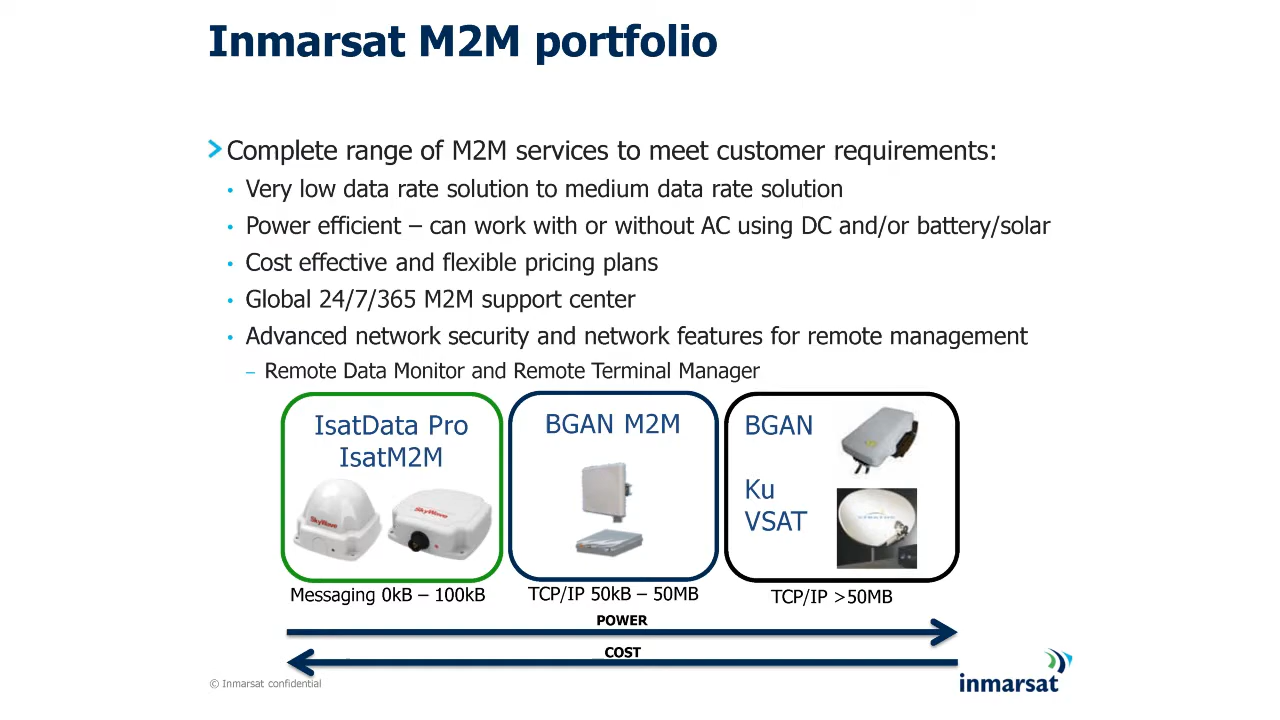 Inmarsat M2M portfolio
Complete range of M2M services to meet customer requirements:
• Very low data rate solution to medium data rate solution
• Power efficient – can work with or without AC using DC and/or battery/solar
• Cost effective and flexible pricing plans
• Global 24/7/365 M2M support center
• Advanced network security and network features for remote management
– Remote Data Monitor and Remote Terminal Manager
IsatData Pro
IsatM2M
SkyWave
SkyWave
Messaging 0kB – 100kB
BGAN M2M
TCP/IP 50kB – 50MB
BGAN
Ku
VSAT
STRATOS
TCP/IP >50MB
POWER
COST
© Inmarsat confidential
inmarsat